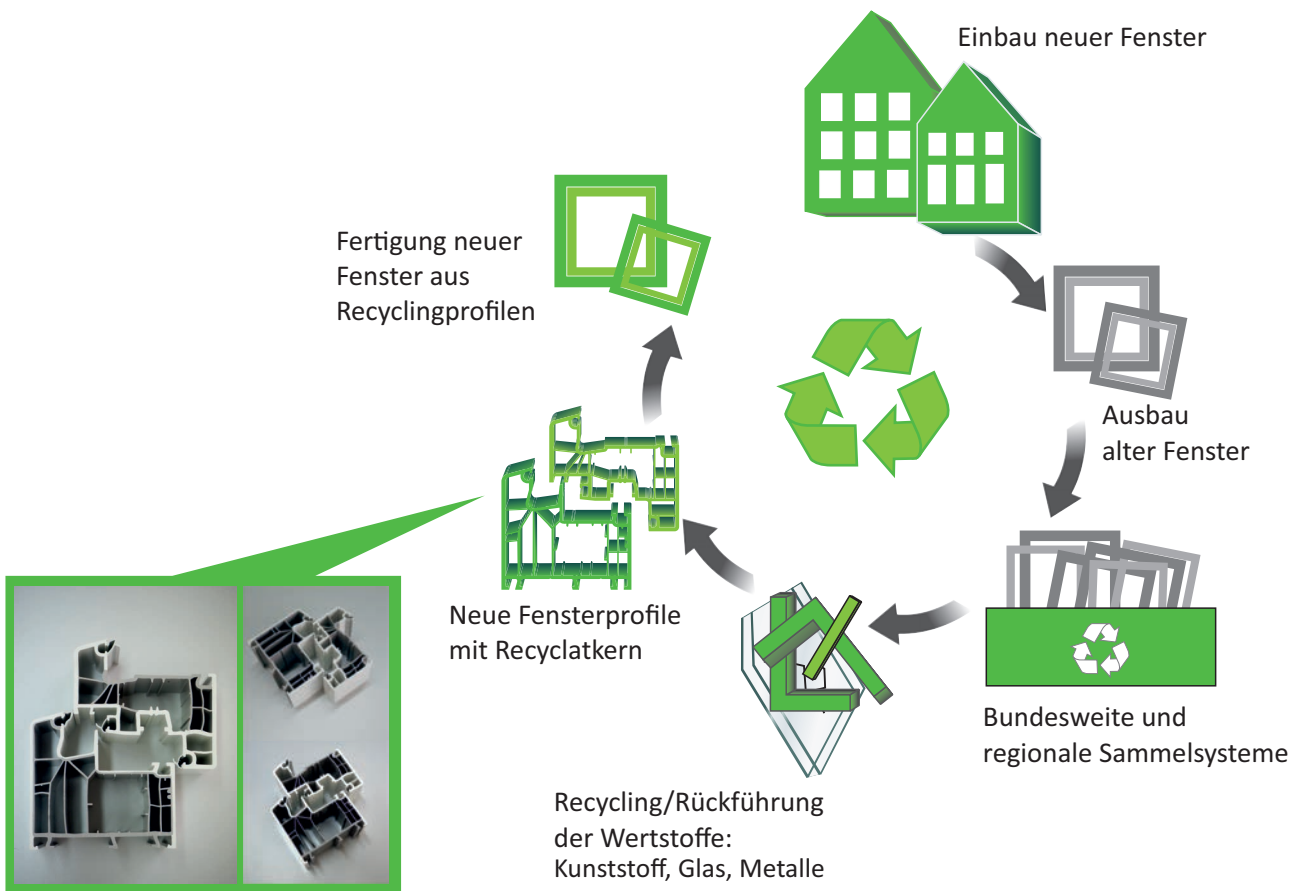 Einbau neuer Fenster
Ausbau
alter Fenster
Bundesweite und
regionale Sammelsysteme
Recycling/Rückführung
der Wertstoffe:
Kunststoff, Glas, Metalle
Neue Fensterprofile
mit Recyclatkern
Fertigung neuer
Fenster aus
Recyclingprofilen